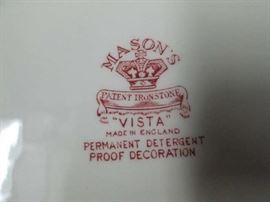 MASON'S
PATENT IRONSTONE
"VISTA"
MADE IN ENGLAND
PERMANENT DETERGENT
PROOF DECORATION